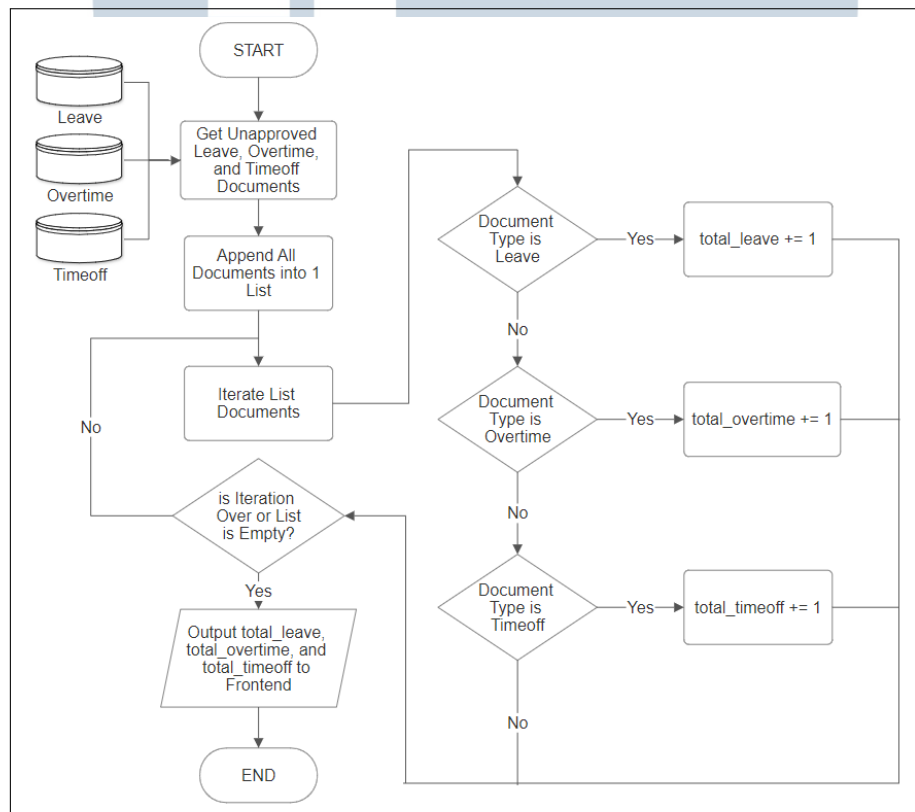 START
Leave
Overtime
Timeoff
Get Unapproved
Leave, Overtime,
and Timeoff
Documents
Append All
Documents into 1
List
Iterate List
Documents
No
is Iteration
Over or List
is Empty?
Yes
Output total_leave,
total_overtime, and
total_timeoff to
Frontend
END
Document
Type is
Leave
Yes
total_leave += 1
No
Document
Type is
Overtime
Yes
total_overtime += 1
No
Document
Type is
Timeoff
Yes
total_timeoff += 1
No